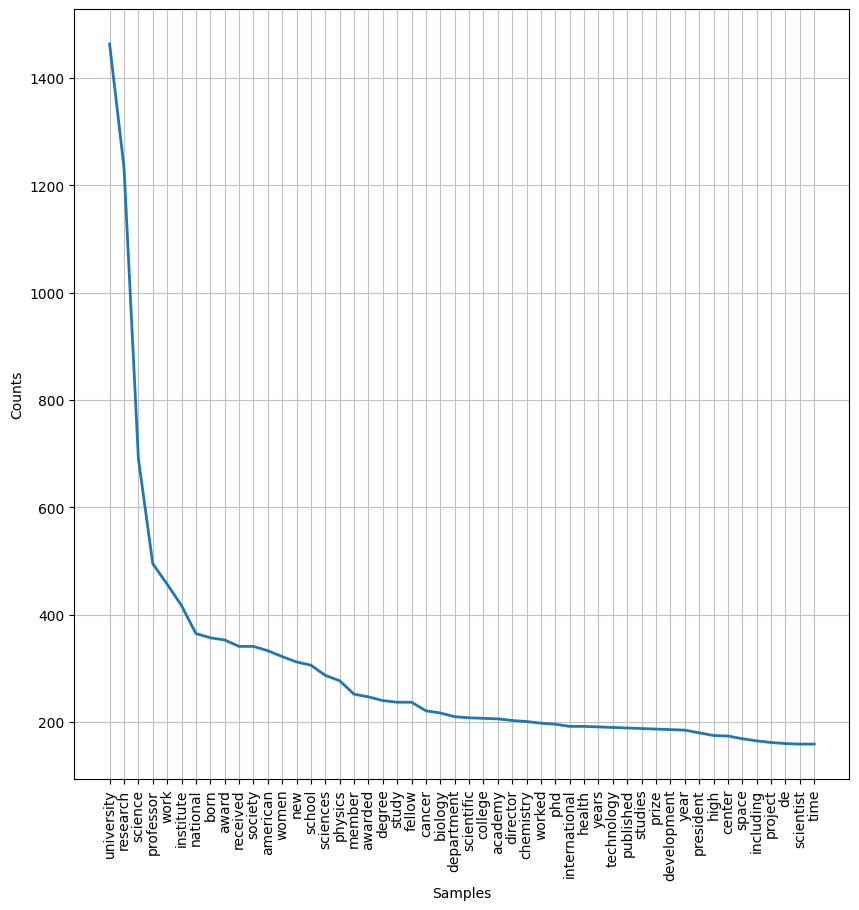 1400
1200
1000
800
600
400
200
Counts
university
research
science
professor
work
institute
national
born
award
received
society
american
women
new
school
sciences
physics
member
awarded
degree
study
fellow
cancer
biology
department
scientific
college
academy
director
chemistry
worked
phd
international
health
years
technology
published
studies
prize
development
year
president
high
center
space
including
project
de
scientist
time
Samples